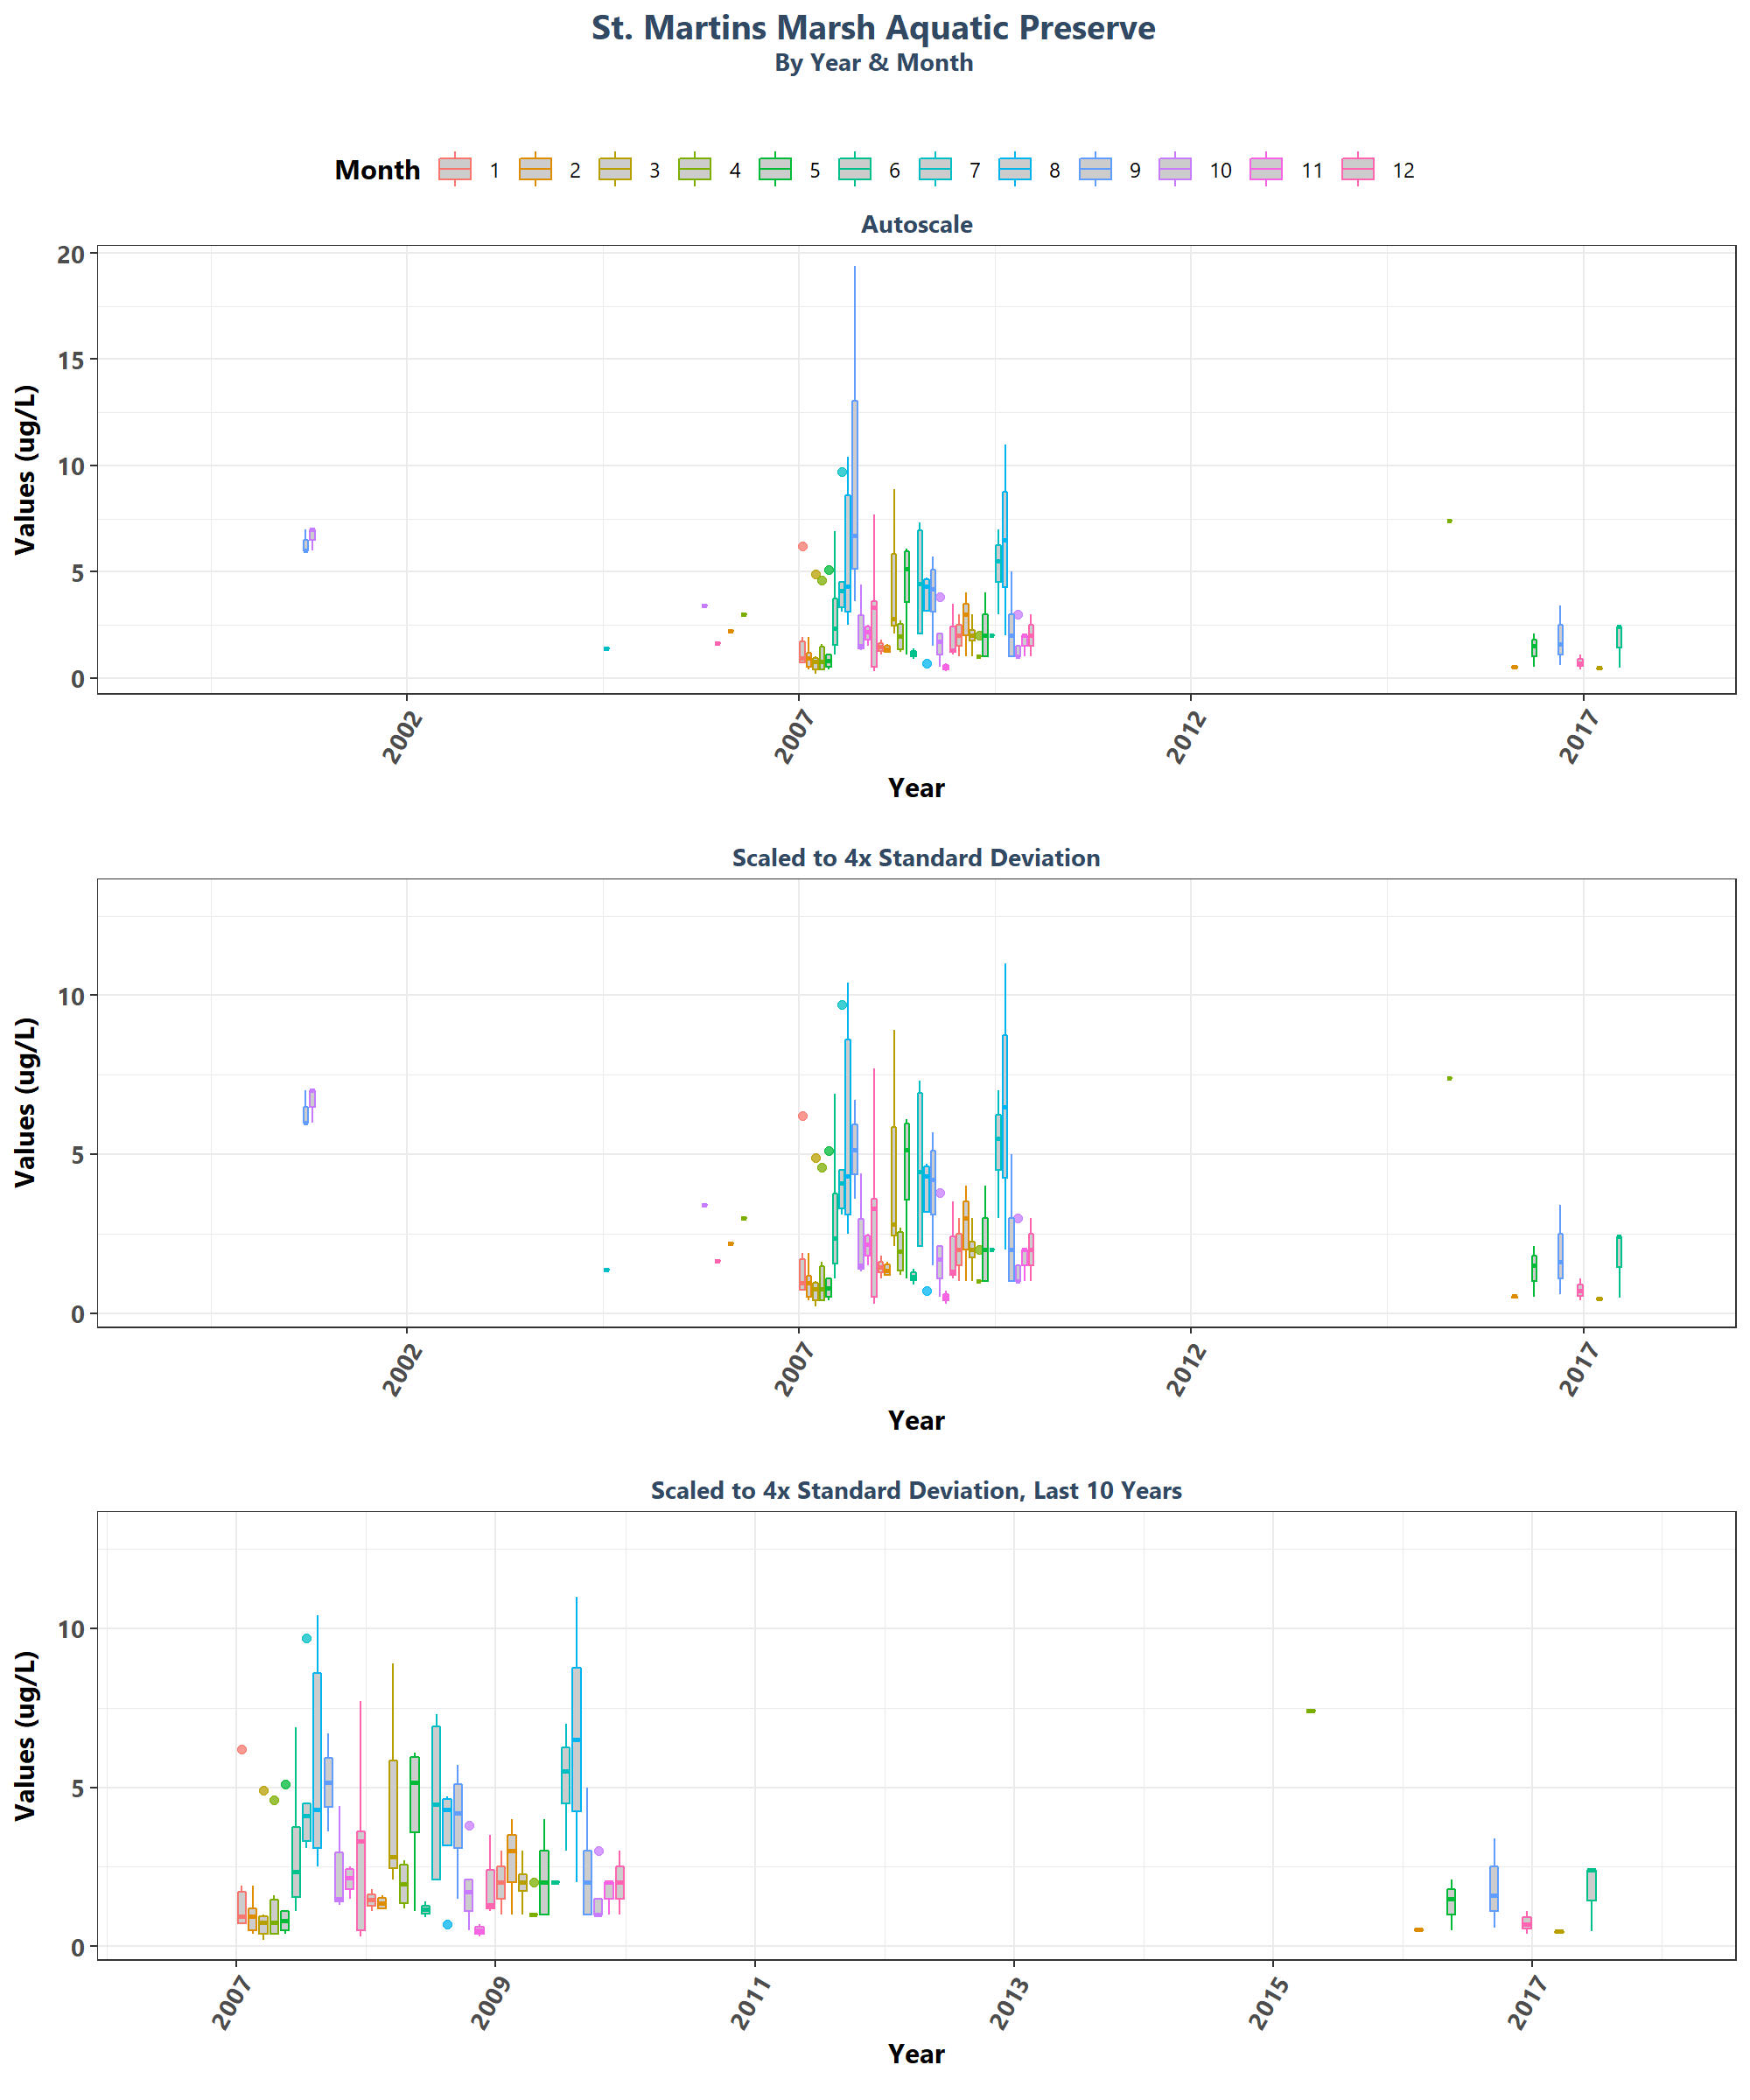 St. Martins Marsh Aquatic Preserve
By Year & Month
Month 1 2 3 4 5 6 7 8 9 10 11 12
Autoscale
Values (ug/L)
20
15
10
5
0
2002 2007 2012 2017
Year
Scaled to 4x Standard Deviation
Values (ug/L)
10
5
0
2002 2007 2012 2017
Year
Scaled to 4x Standard Deviation, Last 10 Years
Values (ug/L)
10
5
0
2007 2009 2011 2013 2015 2017
Year